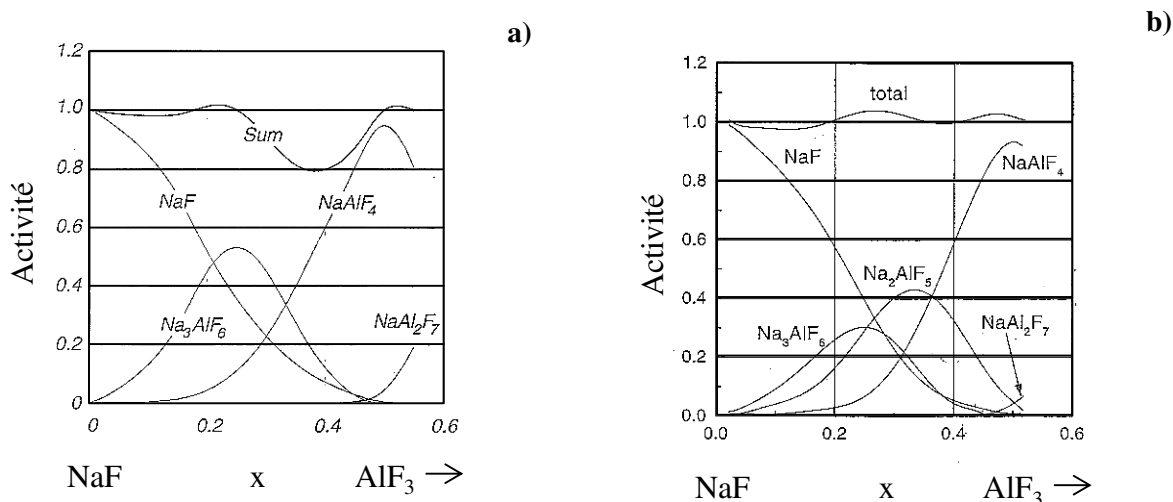 a)
1.2
1.0
0.8
0.6
0.4
0.2
0
Activité
Sum
NaF
NaAlF₄
Na₃AlF₆
NaAl₂F₇
0 0.2 0.4 0.6
NaF x AlF₃ →
b)
1.2
1.0
0.8
0.6
0.4
0.2
0.0
Activité
total
NaF
NaAlF₄
Na₂AlF₅
Na₃AlF₆
NaAl₂F₇
0.0 0.2 0.4 0.6
NaF x AlF₃ →